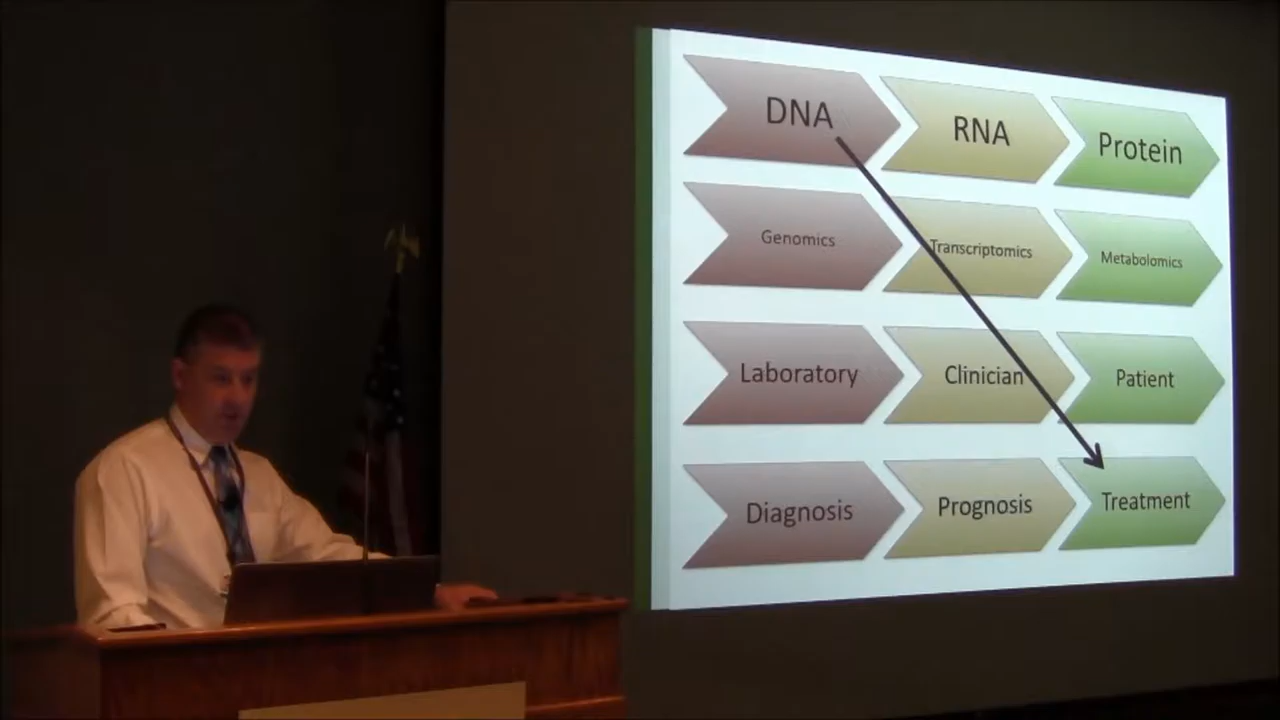 DNA
RNA
Protein
Genomics
Transcriptomics
Metabolomics
Laboratory
Clinician
Patient
Diagnosis
Prognosis
Treatment